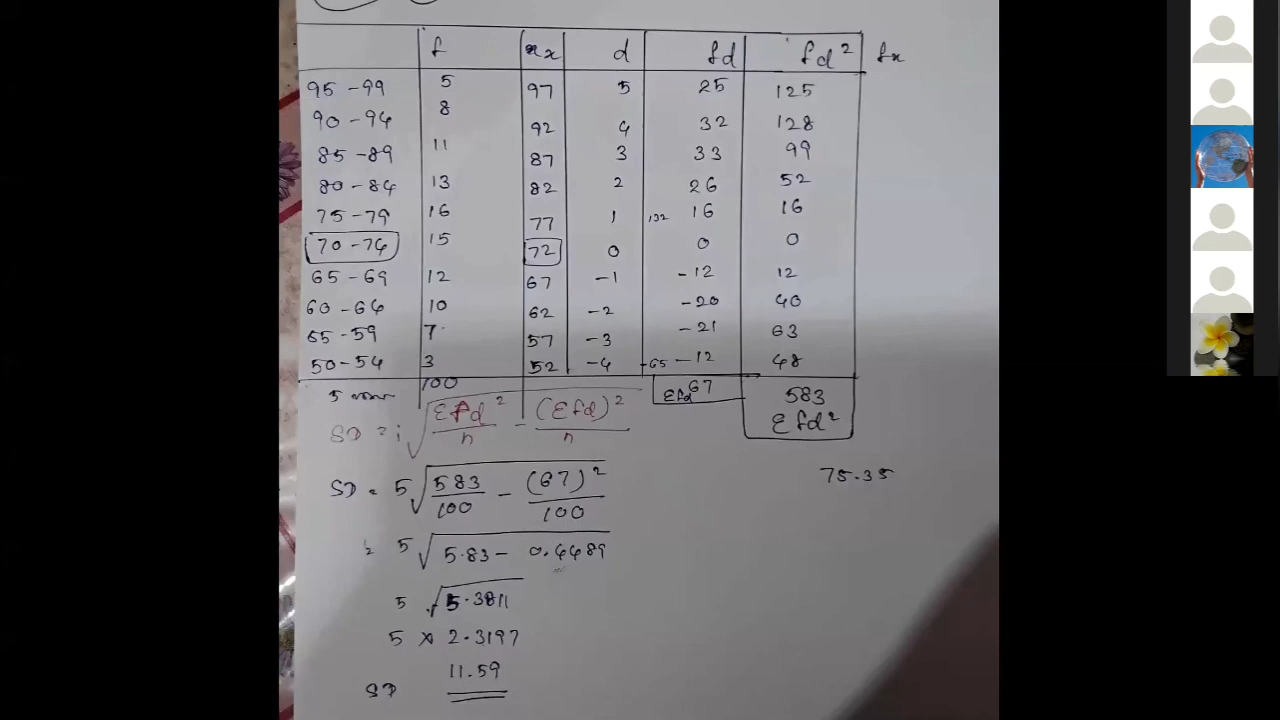 f x x d fd fd² fx
95-99 5 97 5 25 125
90-94 8 92 4 32 128
85-89 11 87 3 33 99
80-84 13 82 2 26 52
75-79 16 77 1 132 16 16
70-74 15 72 0 0 0
65-69 12 67 -1 -12 12
60-64 10 62 -2 -20 40
55-59 7 57 -3 -21 63
50-54 3 52 -4 -65 -12 48
100 Σfd 67 583
Σfd²
SD = i √ Σfd²/n - (Σfd)²/n
SD = 5 √ 583/100 - (67)²/100
75.35
= 5 √ 5.83 - 0.4489
5 √ 5.3811
5 × 2.3197
SD 11.59